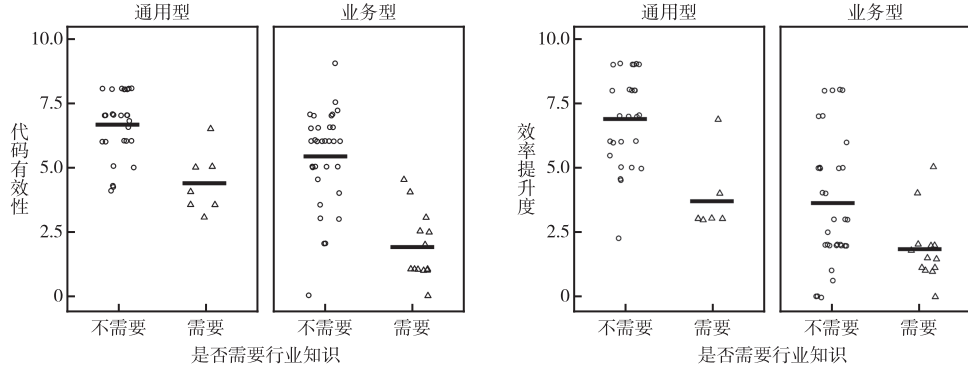 通用型
业务型
10.0
7.5
5.0
2.5
0
代码有效性
不需要
需要
不需要
需要
是否需要行业知识
通用型
业务型
10.0
7.5
5.0
2.5
0
效率提升度
不需要
需要
不需要
需要
是否需要行业知识